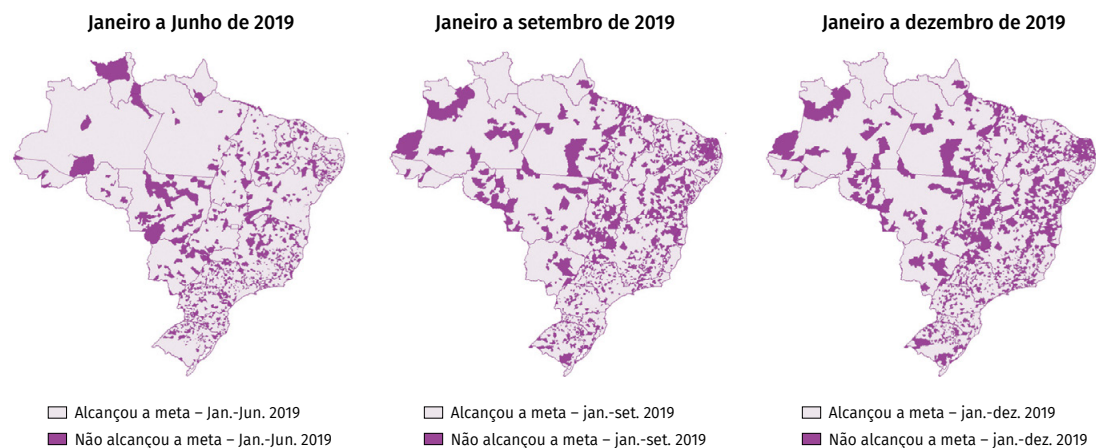 Janeiro a Junho de 2019
Janeiro a setembro de 2019
Janeiro a dezembro de 2019
Alcançou a meta – Jan.-Jun. 2019
Não alcançou a meta – Jan.-Jun. 2019
Alcançou a meta – jan.-set. 2019
Não alcançou a meta – jan.-set. 2019
Alcançou a meta – jan.-dez. 2019
Não alcançou a meta – jan.-dez. 2019